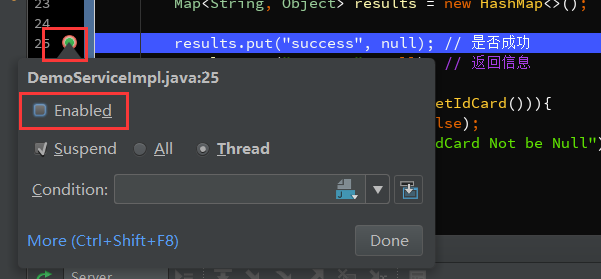 23
Map<String, Object> results = new HashMap<>();
25
results.put("success", null); // 是否成功
// 返回信息
DemoServiceImpl.java:25
Enabled
etIdCard())){
lse);
Suspend
All
Thread
dCard Not be Null")
Condition:
More (Ctrl+Shift+F8)
Done
Server